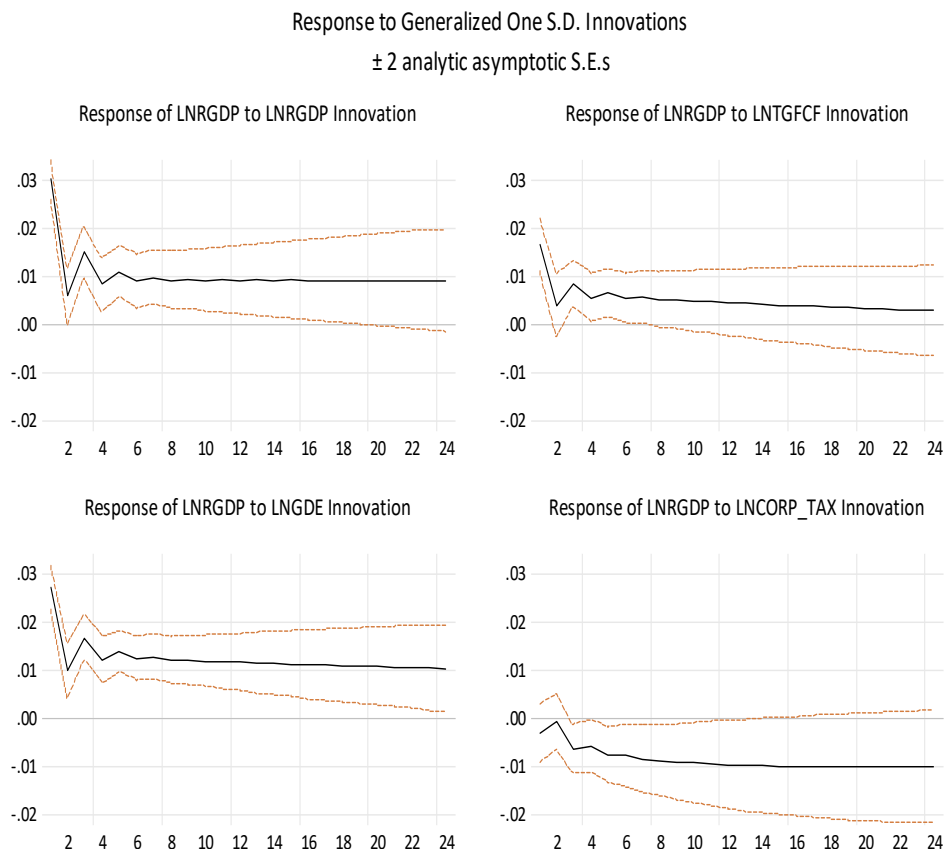 Response to Generalized One S.D. Innovations
± 2 analytic asymptotic S.E.s
Response of LNRGDP to LNRGDP Innovation
.03
.02
.01
.00
-.01
-.02
2 4 6 8 10 12 14 16 18 20 22 24
Response of LNRGDP to LNTGFCF Innovation
.03
.02
.01
.00
-.01
-.02
2 4 6 8 10 12 14 16 18 20 22 24
Response of LNRGDP to LNGDE Innovation
.03
.02
.01
.00
-.01
-.02
2 4 6 8 10 12 14 16 18 20 22 24
Response of LNRGDP to LNCORP_TAX Innovation
.03
.02
.01
.00
-.01
-.02
2 4 6 8 10 12 14 16 18 20 22 24